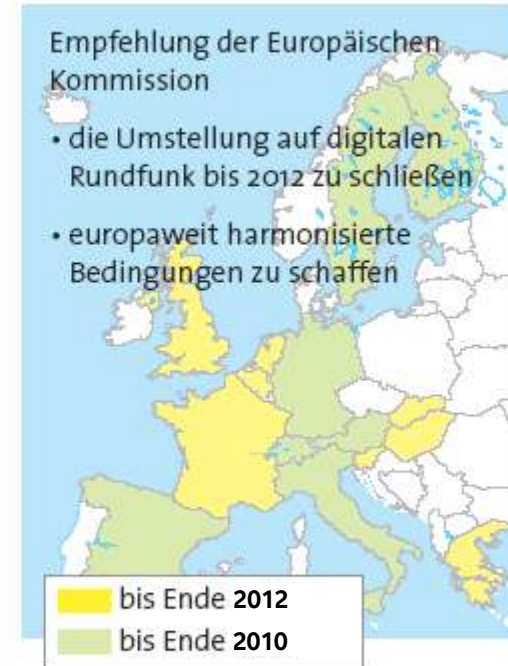 Empfehlung der Europäischen
Kommission
• die Umstellung auf digitalen
Rundfunk bis 2012 zu schließen
• europaweit harmonisierte
Bedingungen zu schaffen
bis Ende 2012
bis Ende 2010